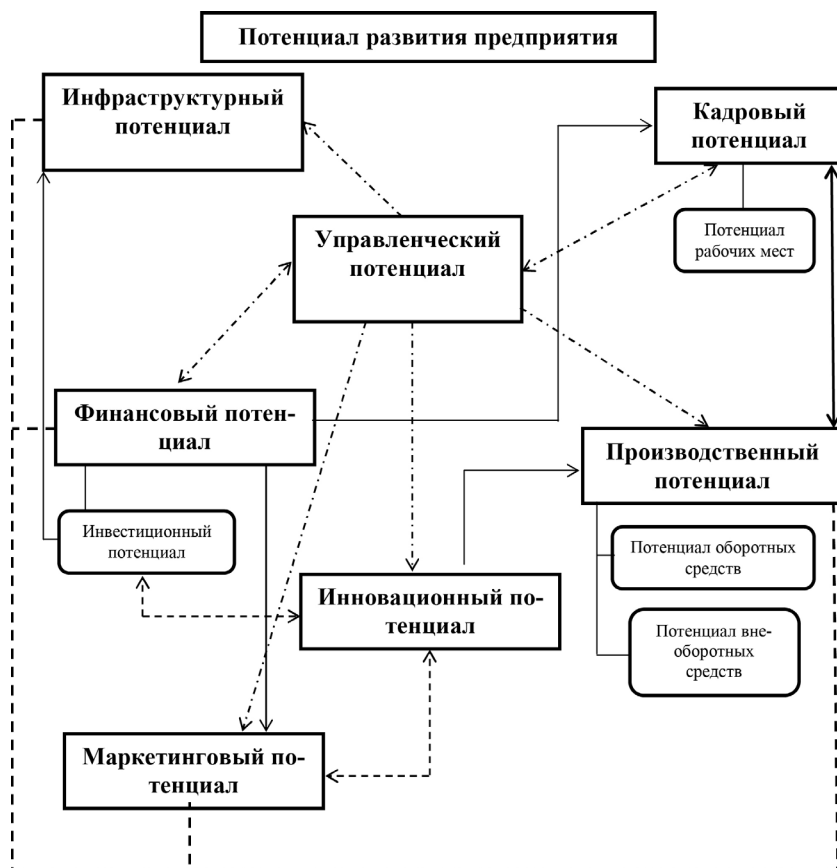 Потенциал развития предприятия
Инфраструктурный
потенциал
Кадровый
потенциал
Потенциал
рабочих мест
Управленческий
потенциал
Финансовый потен-
циал
Производственный
потенциал
Инвестиционный
потенциал
Потенциал оборотных
средств
Инновационный по-
тенциал
Потенциал вне-
оборотных
средств
Маркетинговый по-
тенциал